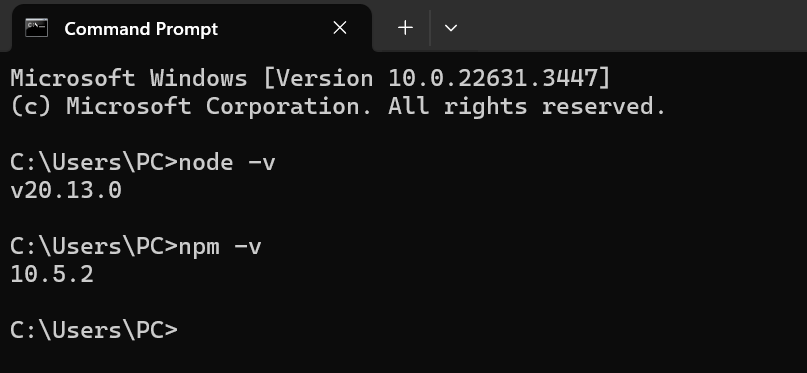 Command Prompt
Microsoft Windows [Version 10.0.22631.3447]
(c) Microsoft Corporation. All rights reserved.
C:\Users\PC>node -v
v20.13.0
C:\Users\PC>npm -v
10.5.2
C:\Users\PC>